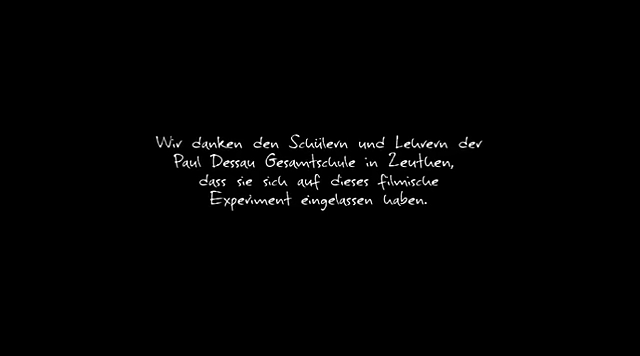 Wir danken den Schülern und Lehrern der
Paul Dessau Gesamtschule in Zeuthen,
dass sie sich auf dieses filmische
Experiment eingelassen haben.